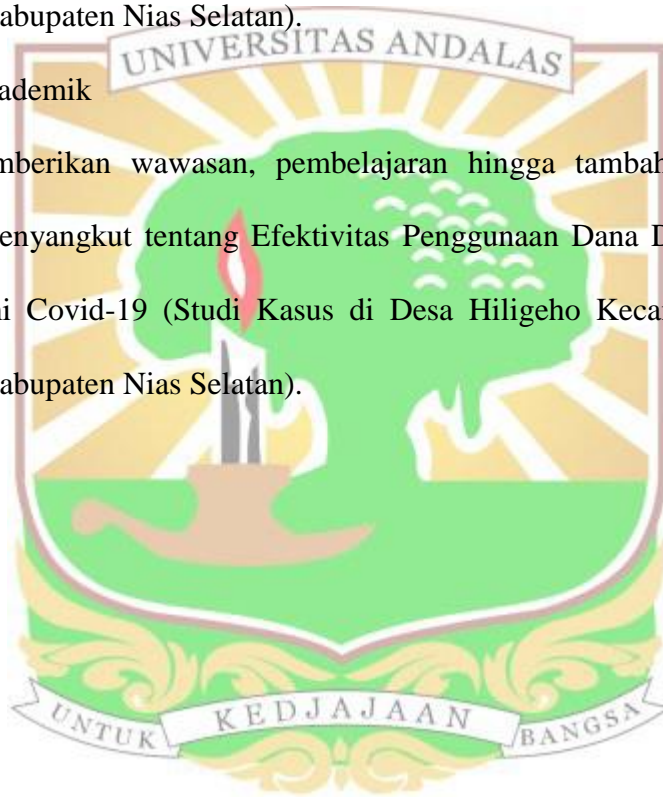 abupaten Nias Selatan).
UNIVERSITAS ANDALAS
ademik
mberikan wawasan, pembelajaran hingga tambah
enyangkut tentang Efektivitas Penggunaan Dana D
ni Covid-19 (Studi Kasus di Desa Hiligeho Keca
abupaten Nias Selatan).
UNTUK KEDJAJAAN BANGSA